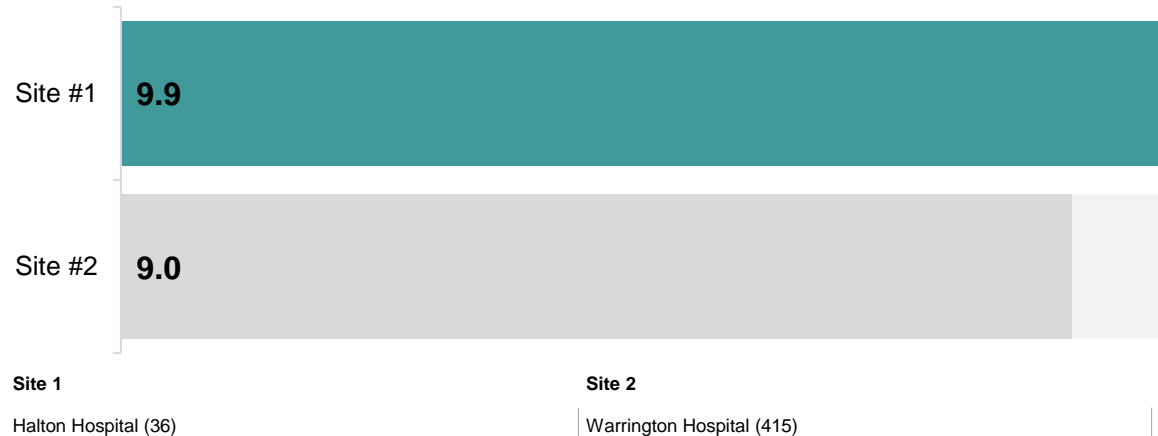 Site #1 9.9
Site #2 9.0
Site 1 Site 2
Halton Hospital (36) Warrington Hospital (415)